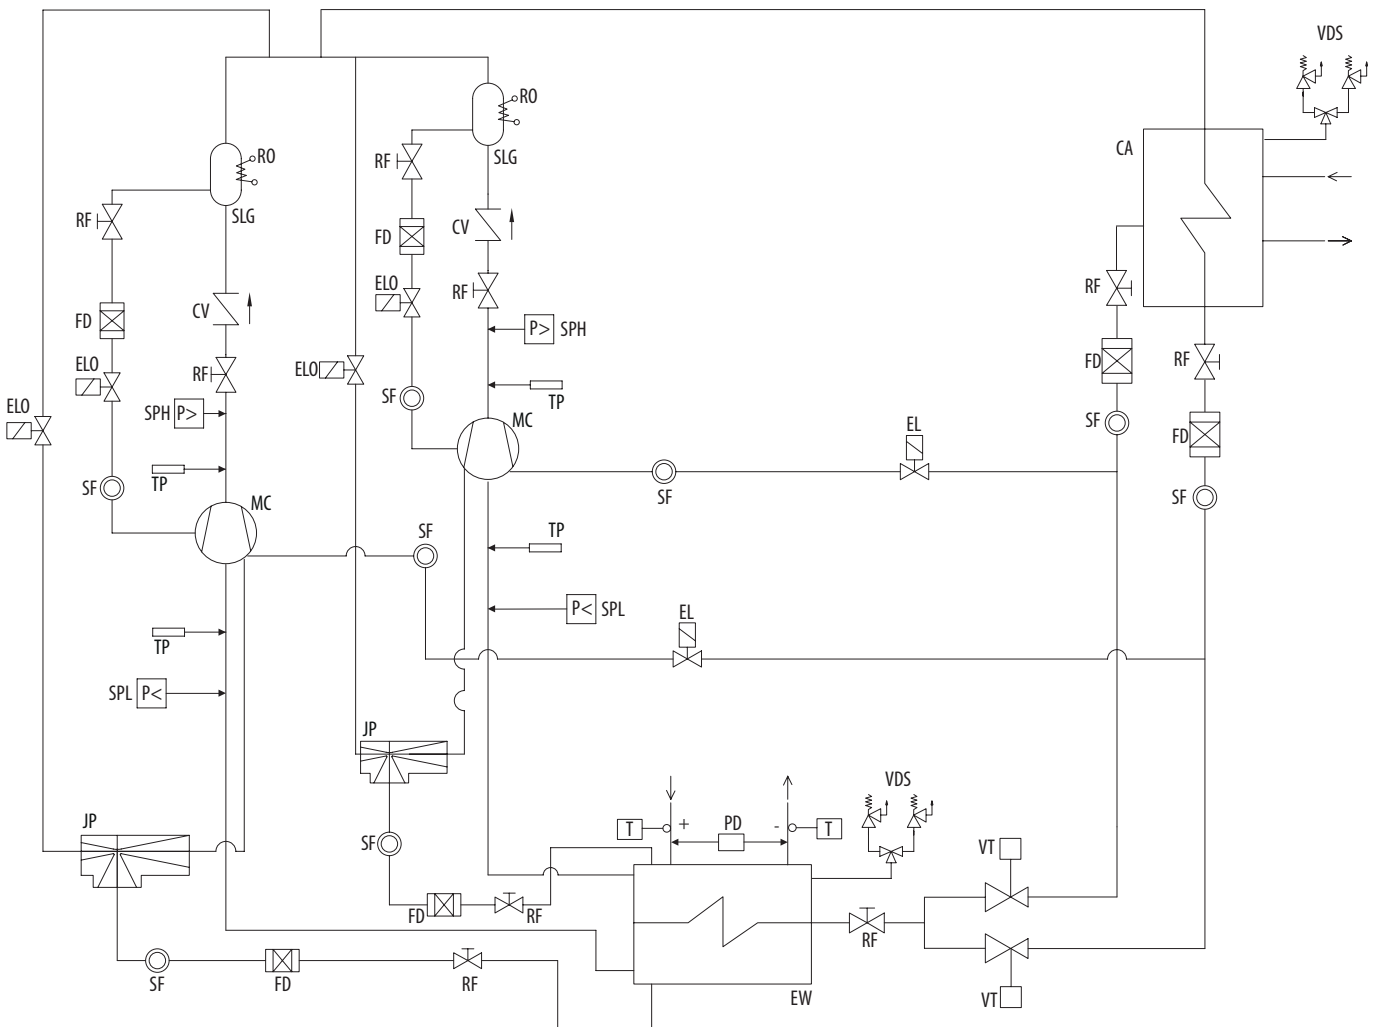 VDS
RO
SLG
RF
CA
RO
SLG
RF
CV
FD
RF
ELO
RF
CV
FD
P> SPH
RF
FD
RF
ELO
ELO
SF
TP
SPH P>
ELO
MC
EL
SF
FD
TP
SF
SF
SF
MC
SF
TP
P< SPL
EL
TP
SPL P<
JP
VDS
T + PD - T
JP
SF
VT
FD
RF
RF
SF
FD
RF
EW
VT